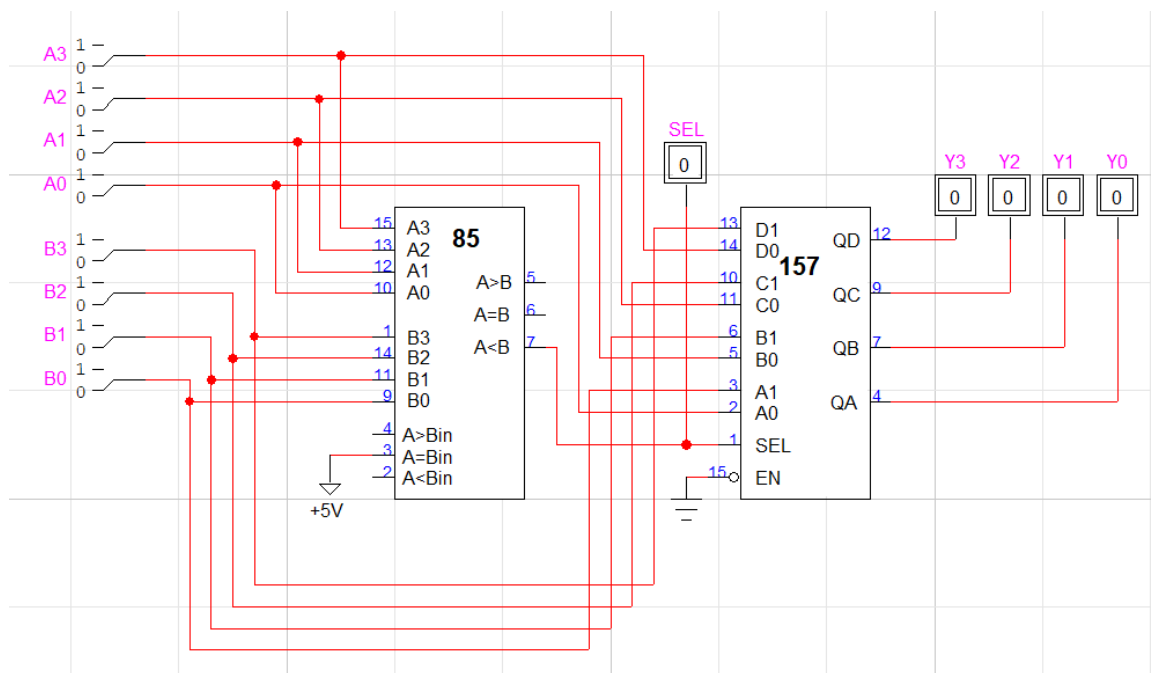 A3 1
0
A2 1
0
A1 1
0
A0 1
0
B3 1
0
B2 1
0
B1 1
0
B0 1
0
85
15 A3
13 A2
12 A1
10 A0
1 B3
14 B2
11 B1
9 B0
4 A>Bin
3 A=Bin
2 A<Bin
A>B 5
A=B 6
A<B 7
+5V
SEL
0
157
13 D1
14 D0
10 C1
11 C0
6 B1
5 B0
3 A1
2 A0
1 SEL
15 EN
QD 12
QC 9
QB 7
QA 4
Y3 Y2 Y1 Y0
0 0 0 0